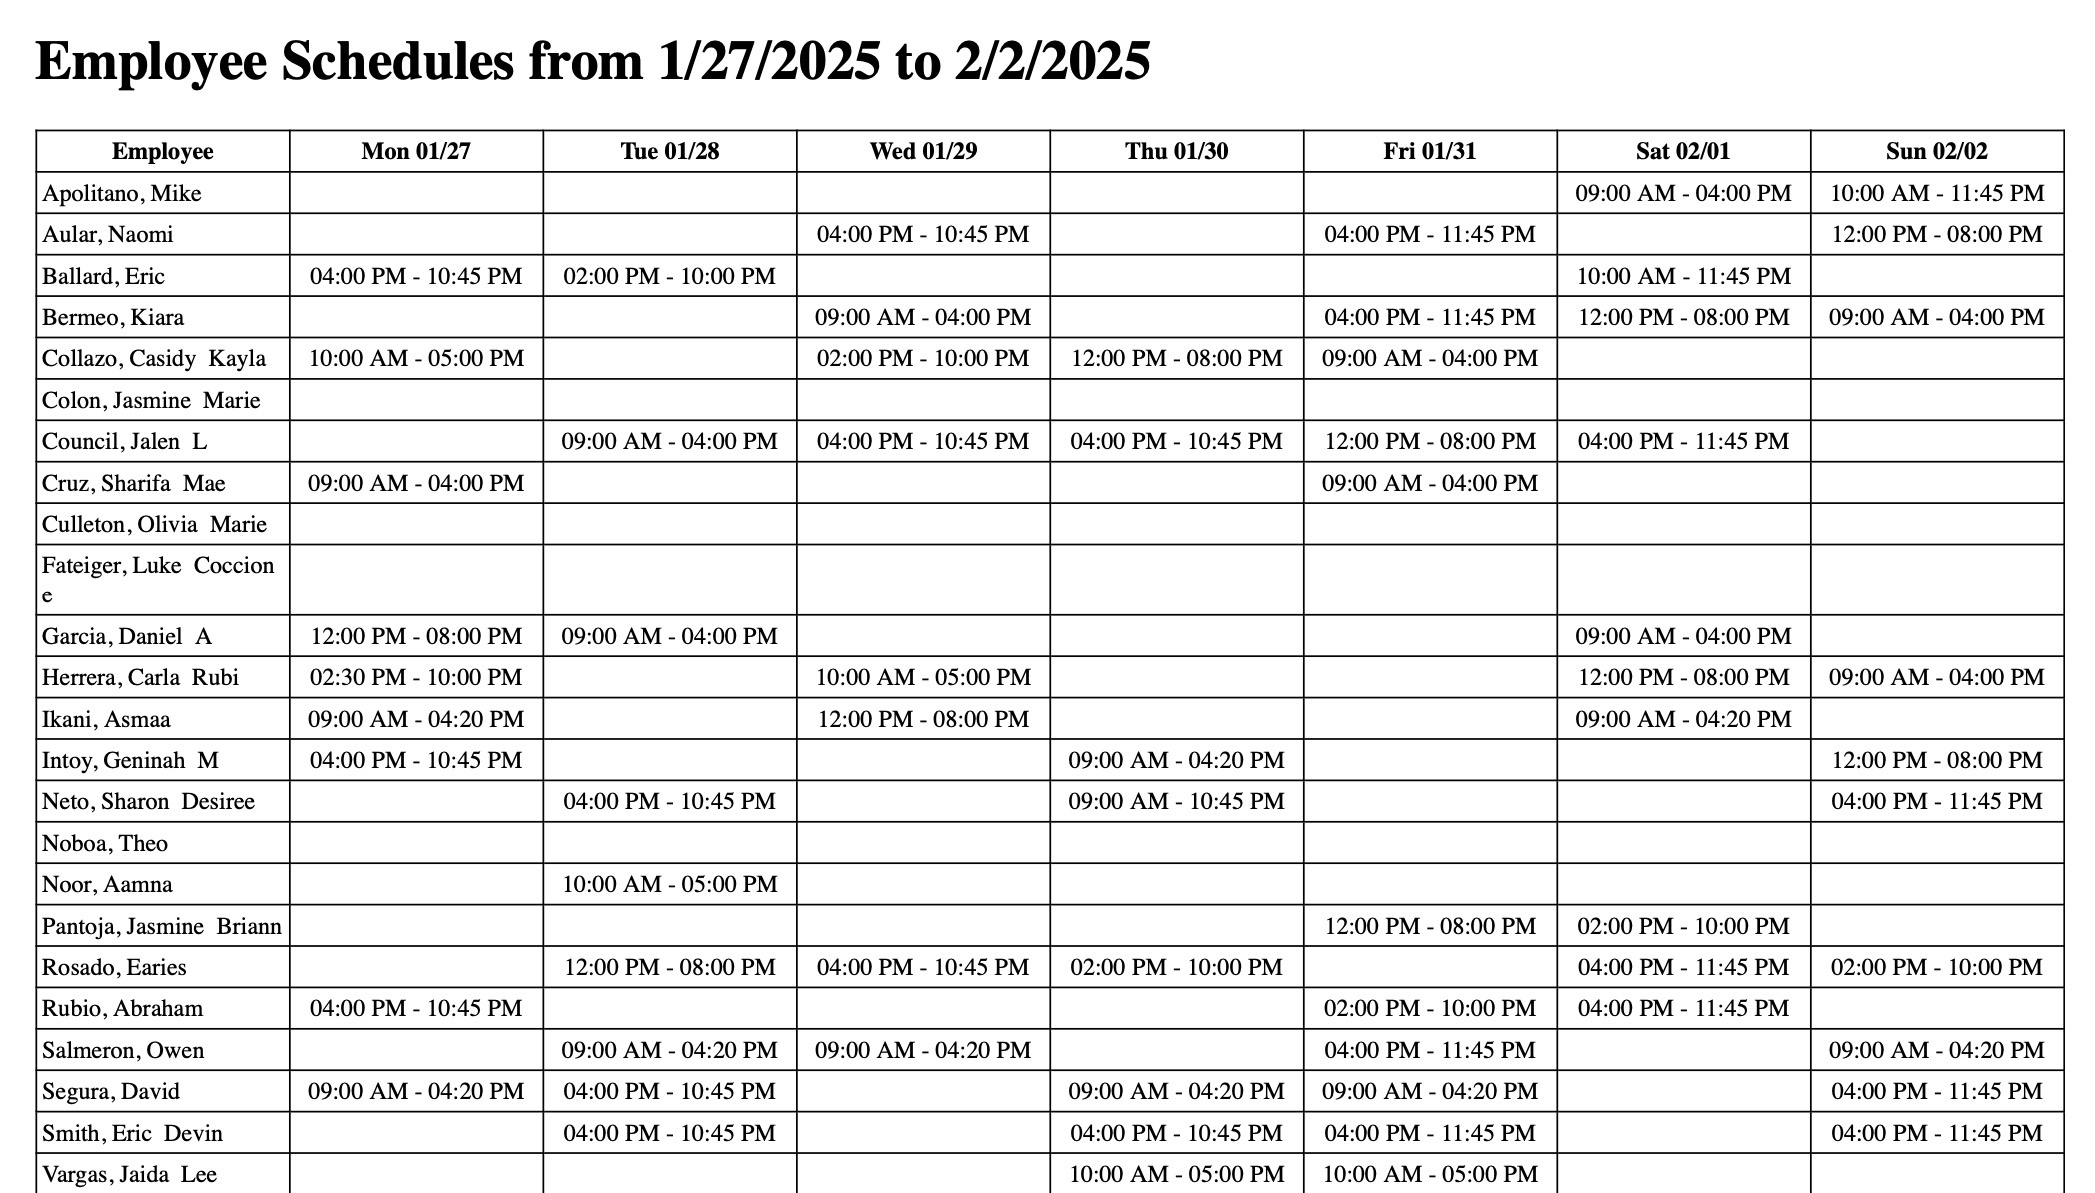 Employee Schedules from 1/27/2025 to 2/2/2025
Employee Mon 01/27 Tue 01/28 Wed 01/29 Thu 01/30 Fri 01/31 Sat 02/01 Sun 02/02
Apolitano, Mike 09:00 AM - 04:00 PM 10:00 AM - 11:45 PM
Aular, Naomi 04:00 PM - 10:45 PM 04:00 PM - 11:45 PM 12:00 PM - 08:00 PM
Ballard, Eric 04:00 PM - 10:45 PM 02:00 PM - 10:00 PM 10:00 AM - 11:45 PM
Bermeo, Kiara 09:00 AM - 04:00 PM 04:00 PM - 11:45 PM 12:00 PM - 08:00 PM 09:00 AM - 04:00 PM
Collazo, Casidy Kayla 10:00 AM - 05:00 PM 02:00 PM - 10:00 PM 12:00 PM - 08:00 PM 09:00 AM - 04:00 PM
Colon, Jasmine Marie
Council, Jalen L 09:00 AM - 04:00 PM 04:00 PM - 10:45 PM 04:00 PM - 10:45 PM 12:00 PM - 08:00 PM 04:00 PM - 11:45 PM
Cruz, Sharifa Mae 09:00 AM - 04:00 PM 09:00 AM - 04:00 PM
Culleton, Olivia Marie
Fateiger, Luke Coccion
e
Garcia, Daniel A 12:00 PM - 08:00 PM 09:00 AM - 04:00 PM 09:00 AM - 04:00 PM
Herrera, Carla Rubi 02:30 PM - 10:00 PM 10:00 AM - 05:00 PM 12:00 PM - 08:00 PM 09:00 AM - 04:00 PM
Ikani, Asmaa 09:00 AM - 04:20 PM 12:00 PM - 08:00 PM 09:00 AM - 04:20 PM
Intoy, Geninah M 04:00 PM - 10:45 PM 09:00 AM - 04:20 PM 12:00 PM - 08:00 PM
Neto, Sharon Desiree 04:00 PM - 10:45 PM 09:00 AM - 10:45 PM 04:00 PM - 11:45 PM
Noboa, Theo
Noor, Aamna 10:00 AM - 05:00 PM
Pantoja, Jasmine Briann 12:00 PM - 08:00 PM 02:00 PM - 10:00 PM
Rosado, Earies 12:00 PM - 08:00 PM 04:00 PM - 10:45 PM 02:00 PM - 10:00 PM 04:00 PM - 11:45 PM 02:00 PM - 10:00 PM
Rubio, Abraham 04:00 PM - 10:45 PM 02:00 PM - 10:00 PM 04:00 PM - 11:45 PM
Salmeron, Owen 09:00 AM - 04:20 PM 09:00 AM - 04:20 PM 04:00 PM - 11:45 PM 09:00 AM - 04:20 PM
Segura, David 09:00 AM - 04:20 PM 04:00 PM - 10:45 PM 09:00 AM - 04:20 PM 09:00 AM - 04:20 PM 04:00 PM - 11:45 PM
Smith, Eric Devin 04:00 PM - 10:45 PM 04:00 PM - 10:45 PM 04:00 PM - 11:45 PM 04:00 PM - 11:45 PM
Vargas, Jaida Lee 10:00 AM - 05:00 PM 10:00 AM - 05:00 PM